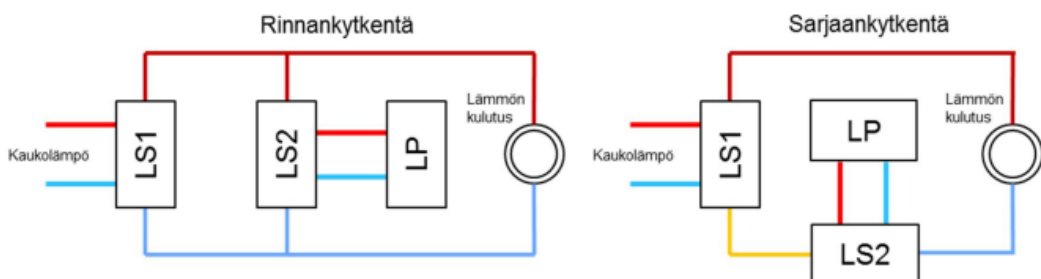 Rinnankytkentä
LS1
LS2
LP
Lämmön
kulutus
Kaukolämpö
Sarjaankytkentä
LS1
LP
Lämmön
kulutus
Kaukolämpö
LS2